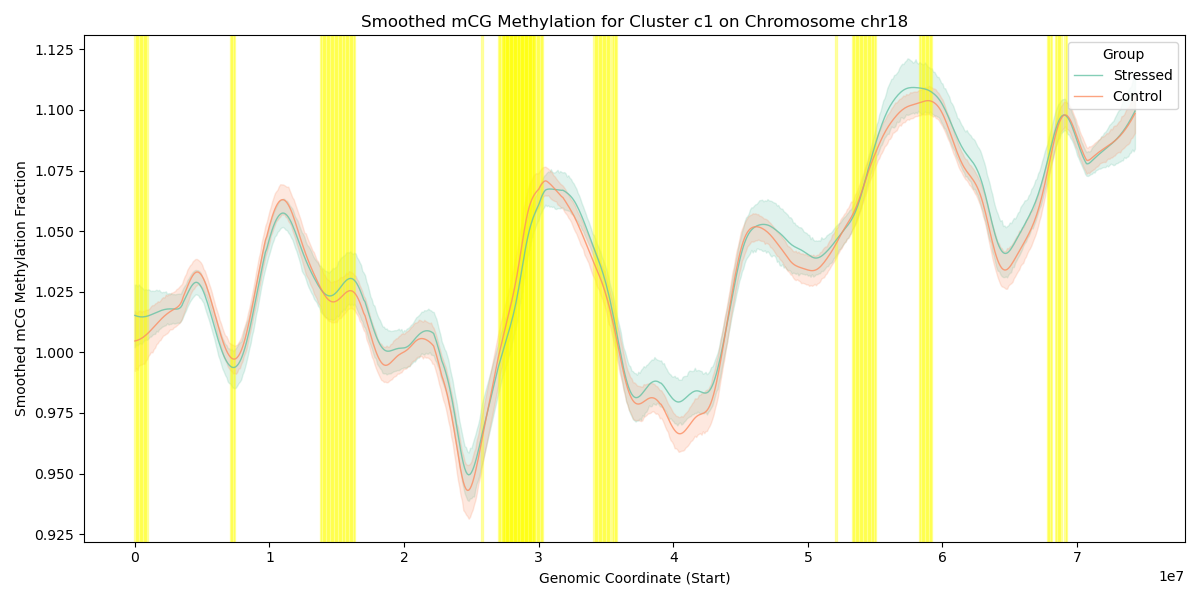 Smoothed mCG Methylation for Cluster c1 on Chromosome chr18
Smoothed mCG Methylation Fraction
1.125
1.100
1.075
1.050
1.025
1.000
0.975
0.950
0.925
Group
Stressed
Control
0 1 2 3 4 5 6 7
1e7
Genomic Coordinate (Start)